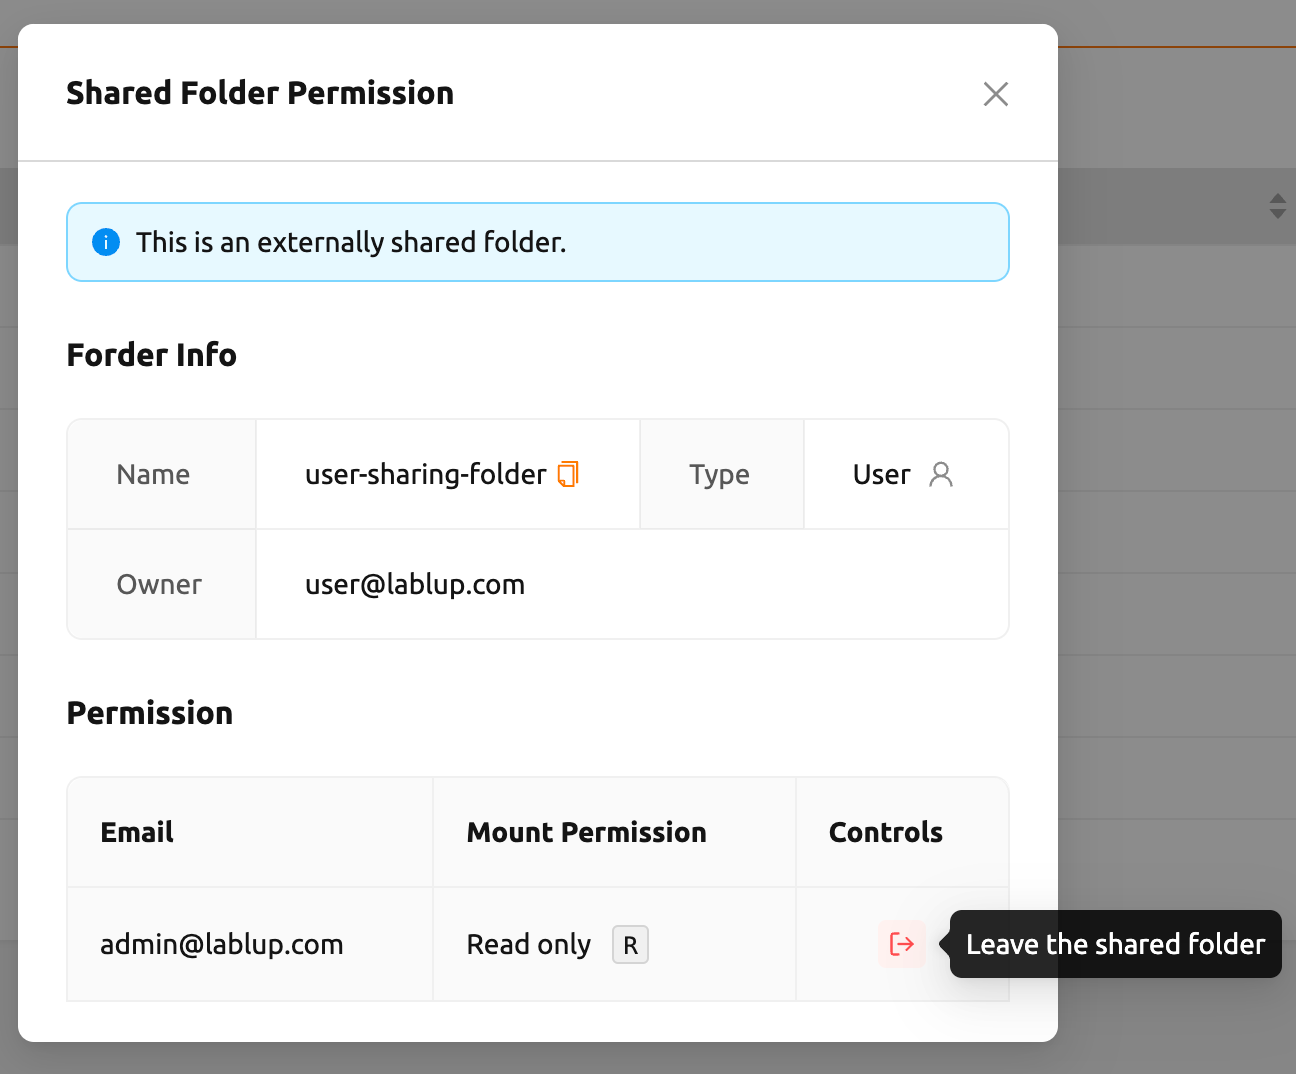 Shared Folder Permission
This is an externally shared folder.
Forder Info
Name user-sharing-folder Type User
Owner user@lablup.com
Permission
Email Mount Permission Controls
admin@lablup.com Read only R Leave the shared folder